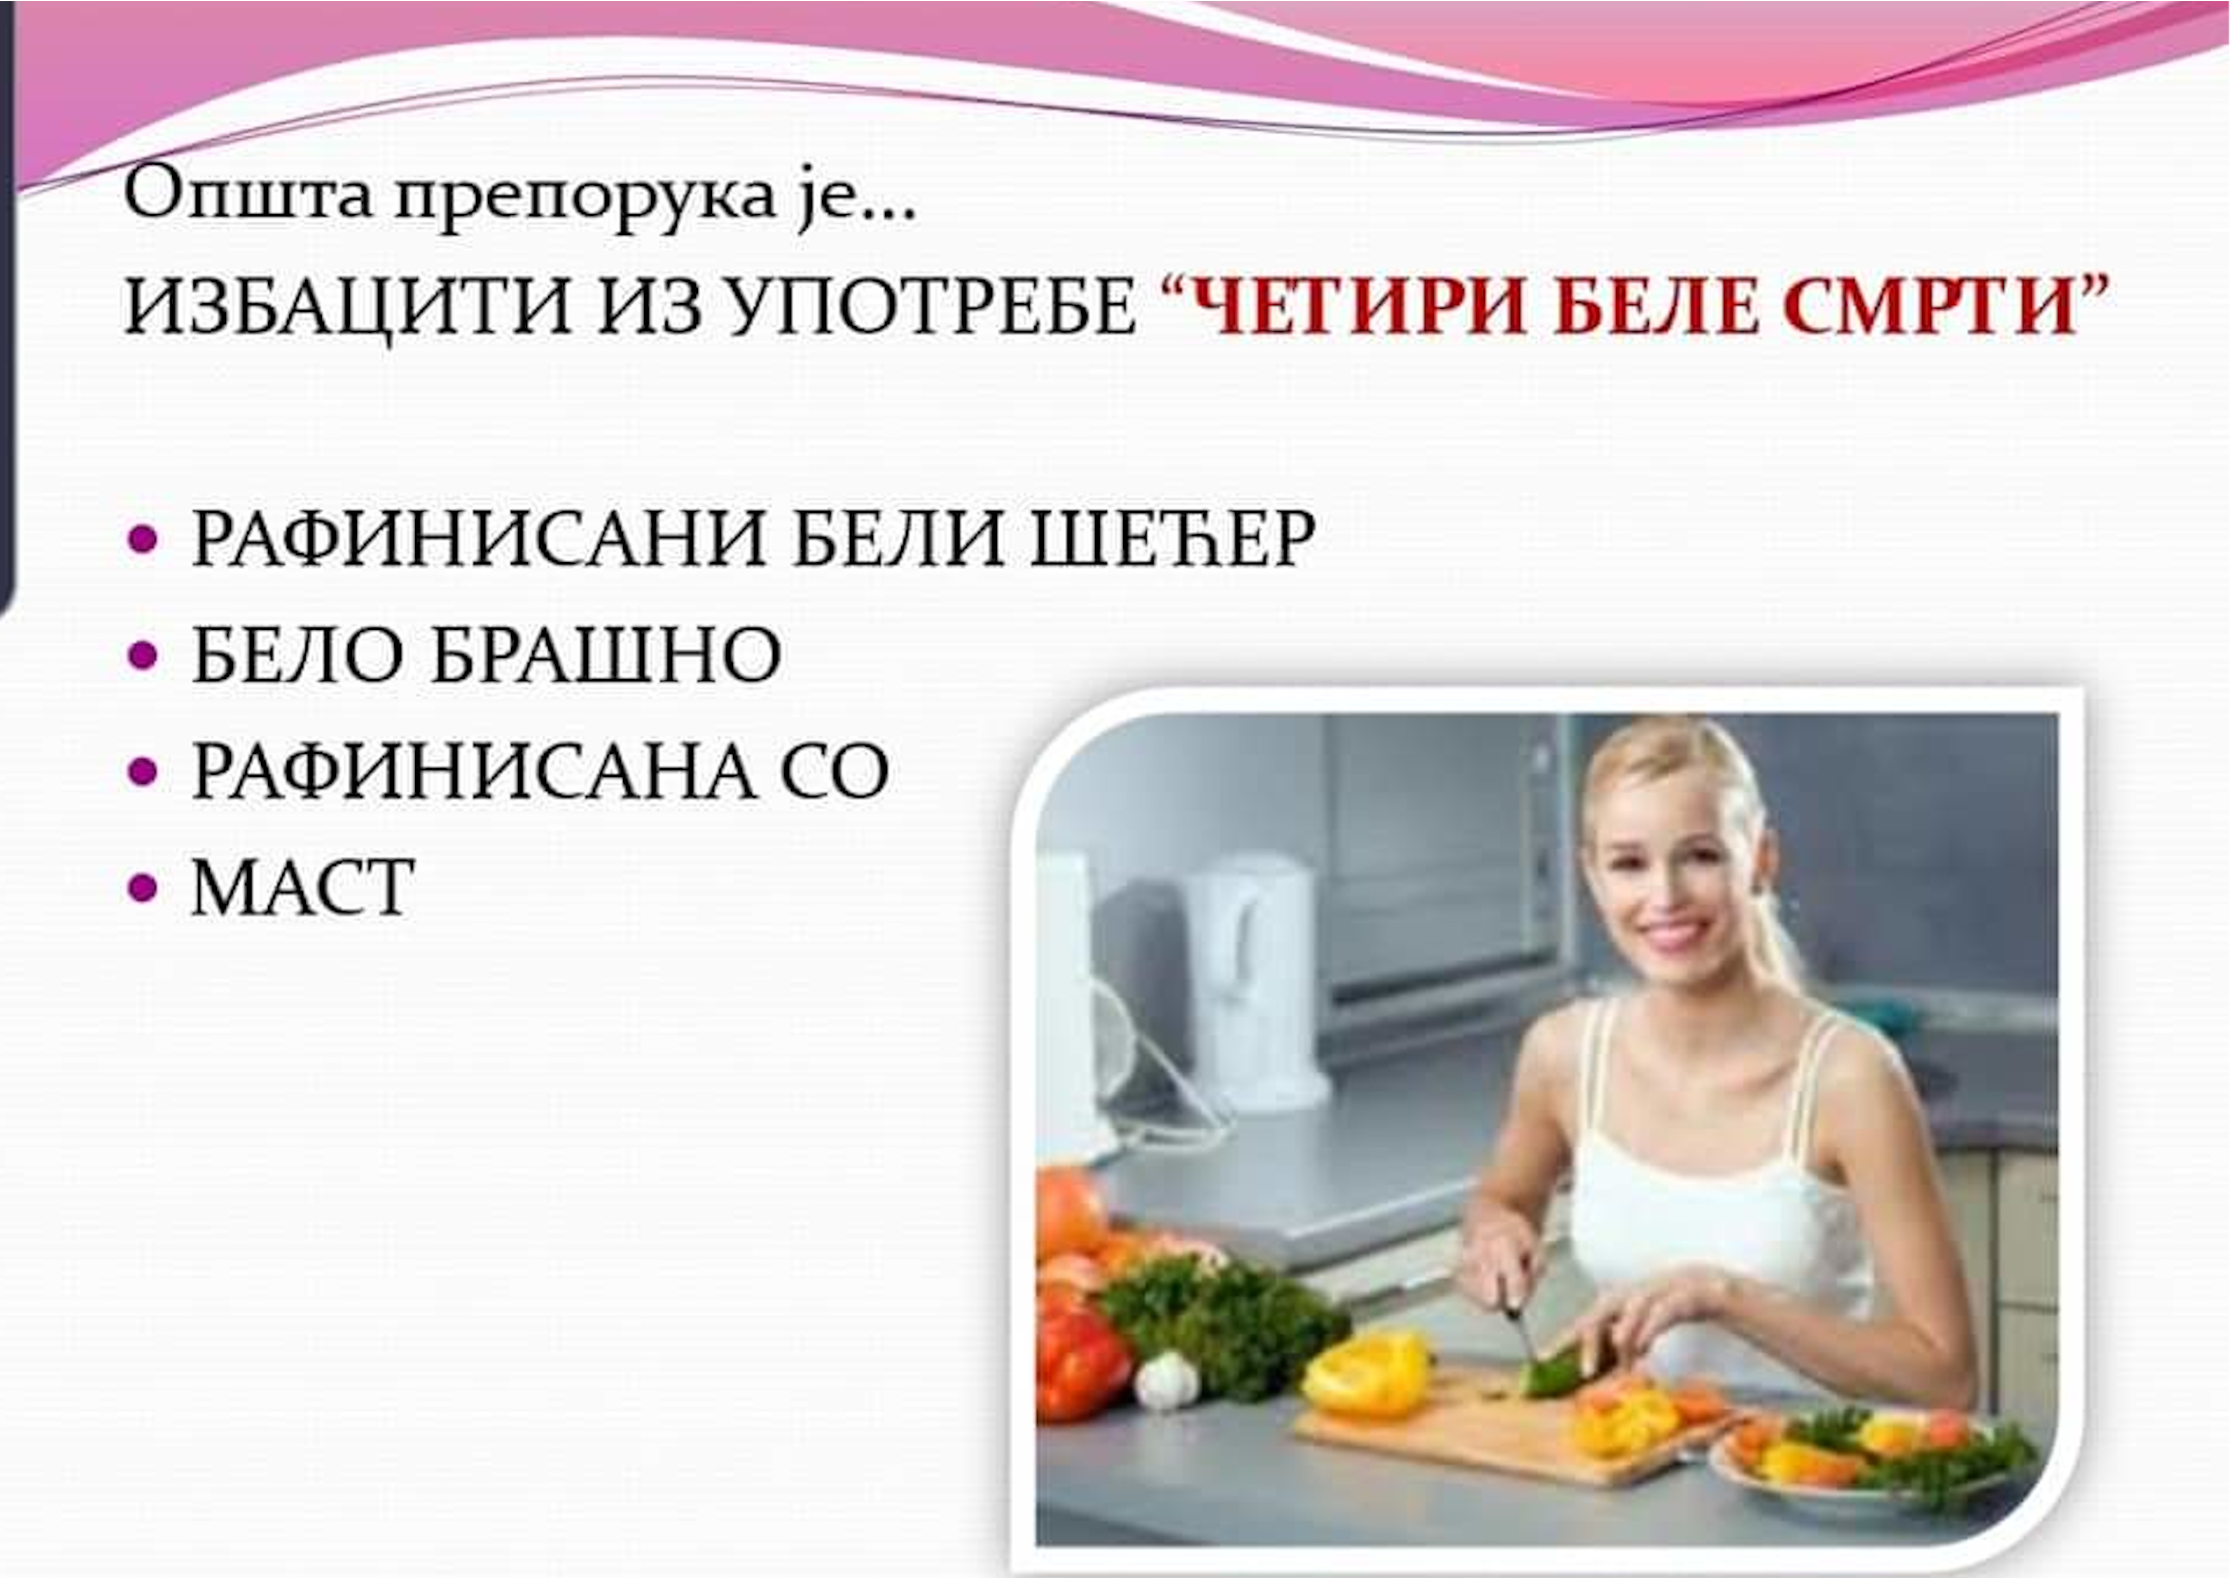 Општа препорука је...
ИЗБАЦИТИ ИЗ УПОТРЕБЕ “ЧЕТИРИ БЕЛЕ СМРТИ”
• РАФИНИСАНИ БЕЛИ ШЕЋЕР
• БЕЛО БРАШНО
• РАФИНИСАНА СО
• МАСТ